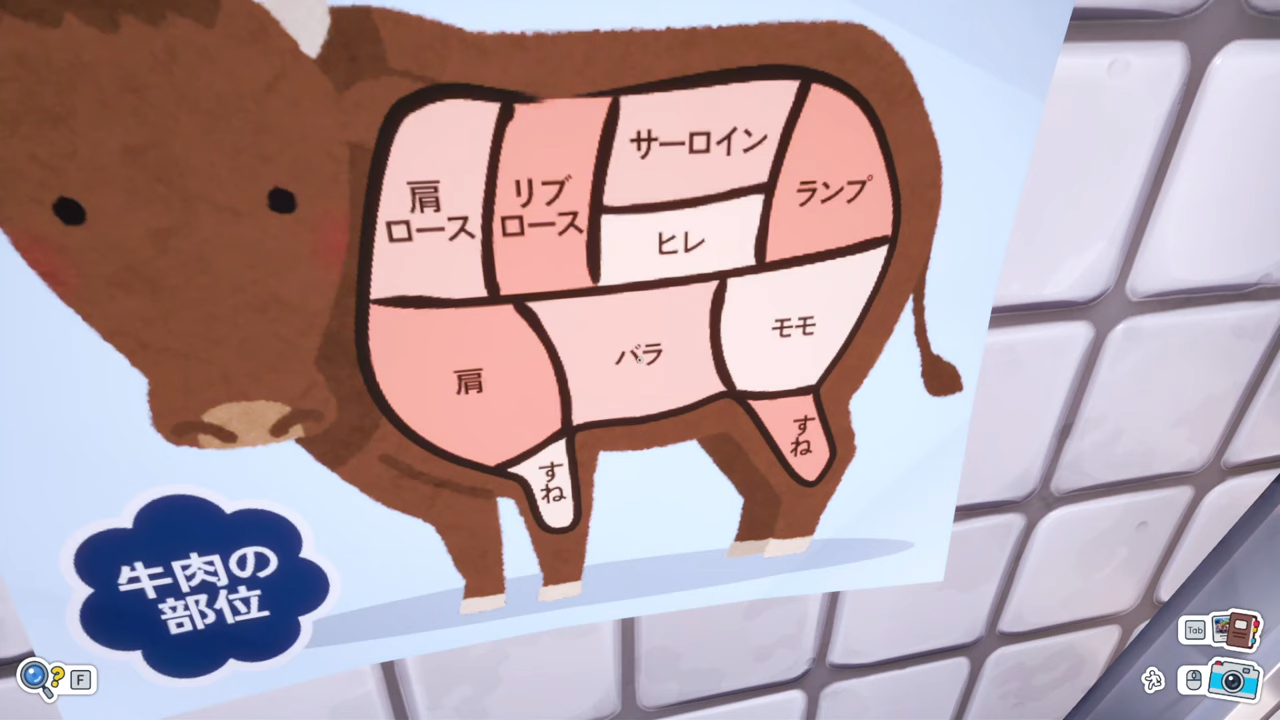 肩
ロース
リブ
ロース
サーロイン
ヒレ
ランプ
肩
バラ
モモ
すね
すね
牛肉の
部位
Tab
F